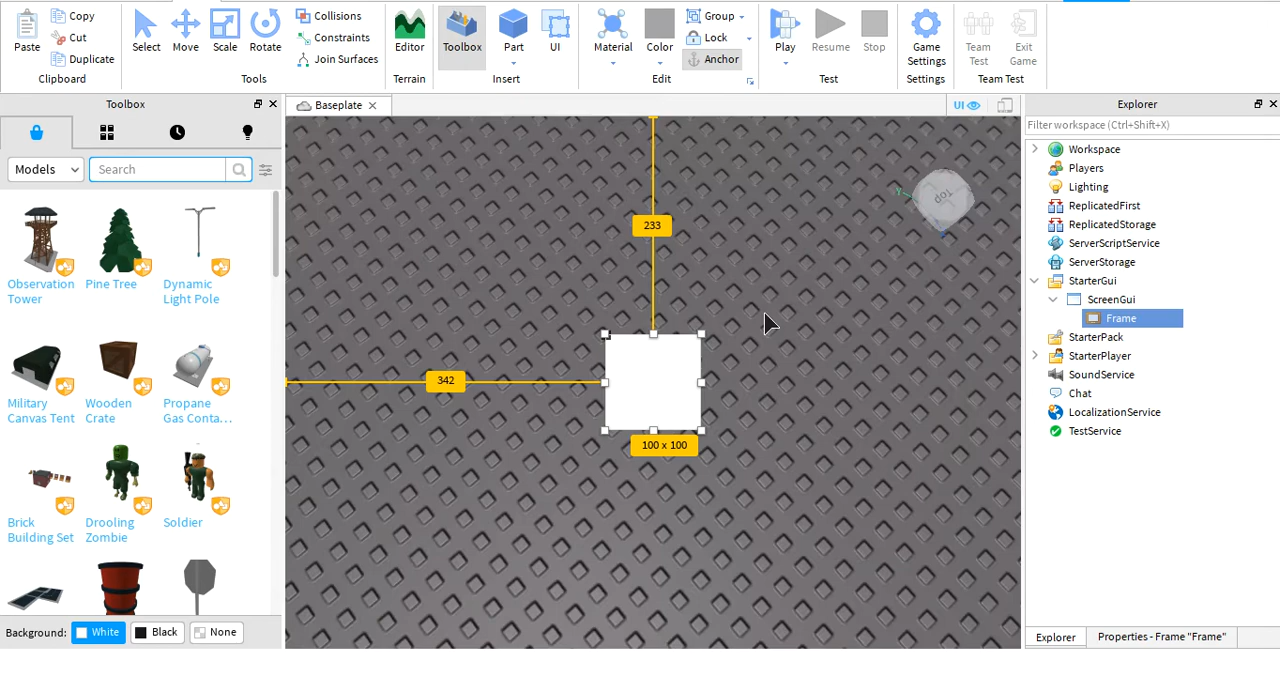 Copy
Cut
Duplicate
Paste
Clipboard
Select
Move
Scale
Rotate
Collisions
Constraints
Join Surfaces
Tools
Editor
Terrain
Toolbox
Part
UI
Insert
Material
Color
Group
Lock
Anchor
Edit
Play
Resume
Stop
Test
Game
Settings
Settings
Team
Test
Exit
Game
Team Test
Toolbox
Models
Search
Observation
Tower
Pine Tree
Dynamic
Light Pole
Military
Canvas Tent
Wooden
Crate
Propane
Gas Conta...
Brick
Building Set
Drooling
Zombie
Soldier
Background:
White
Black
None
Baseplate
UI
233
342
100 x 100
Y
Top
Explorer
Filter workspace (Ctrl+Shift+X)
Workspace
Players
Lighting
ReplicatedFirst
ReplicatedStorage
ServerScriptService
ServerStorage
StarterGui
ScreenGui
Frame
StarterPack
StarterPlayer
SoundService
Chat
LocalizationService
TestService
Explorer
Properties - Frame "Frame"